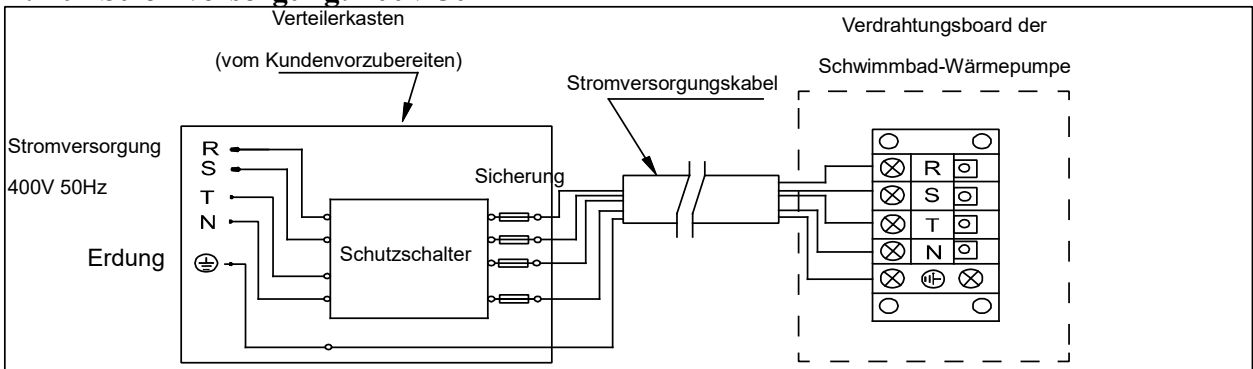 Verteilerkasten
(vom Kundenvorzubereiten)
Verdrahtungsboard der
Schwimmbad-Wärmepumpe
Stromversorgungskabel
Stromversorgung
400V 50Hz
Erdung
R
S
T
N
Schutzschalter
Sicherung
R
S
T
N